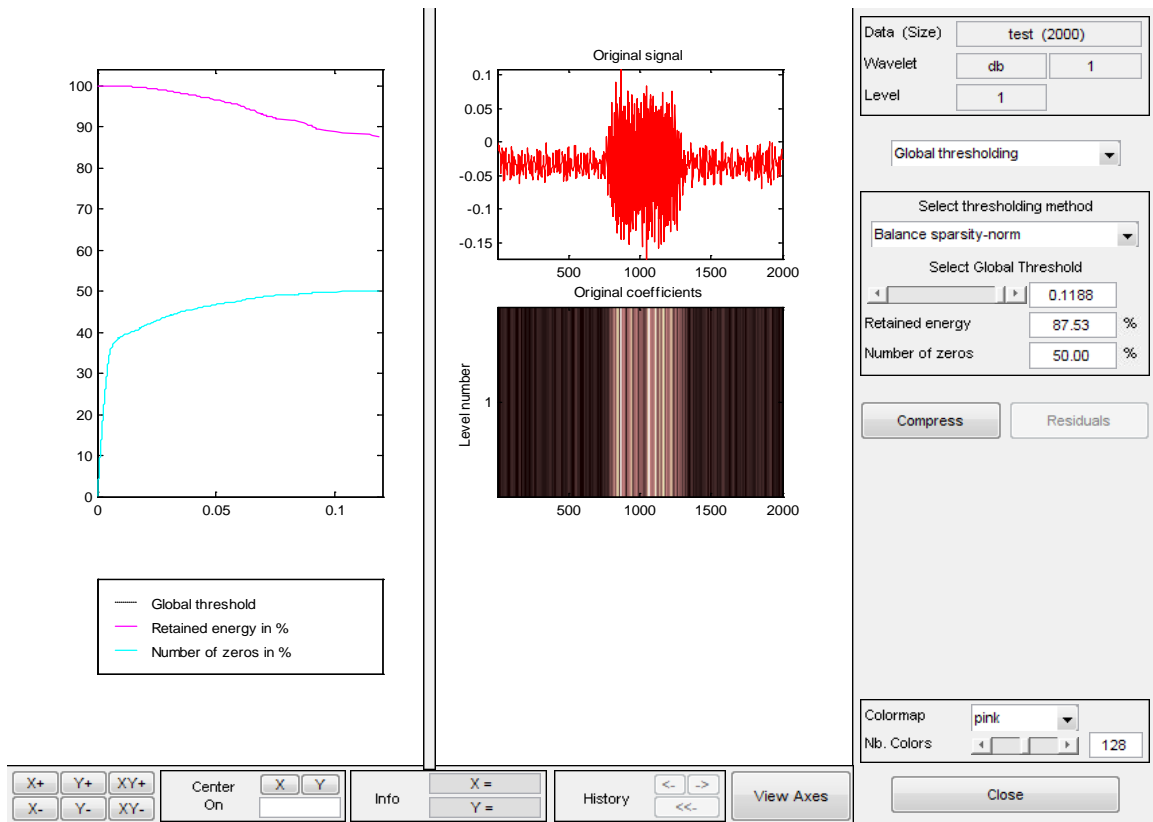 100
90
80
70
60
50
40
30
20
10
0
0 0.05 0.1
Global threshold
Retained energy in %
Number of zeros in %
Original signal
0.1
0.05
0
-0.05
-0.1
-0.15
500 1000 1500 2000
Original coefficients
Level number
1
500 1000 1500 2000
Data (Size) test (2000)
Wavelet db 1
Level 1
Global thresholding
Select thresholding method
Balance sparsity-norm
Select Global Threshold
0.1188
Retained energy 87.53 %
Number of zeros 50.00 %
Compress Residuals
Colormap pink
Nb. Colors 128
X+ Y+ XY+
X- Y- XY-
Center On X Y
Info X =
Y =
History <- ->
<<-
View Axes
Close